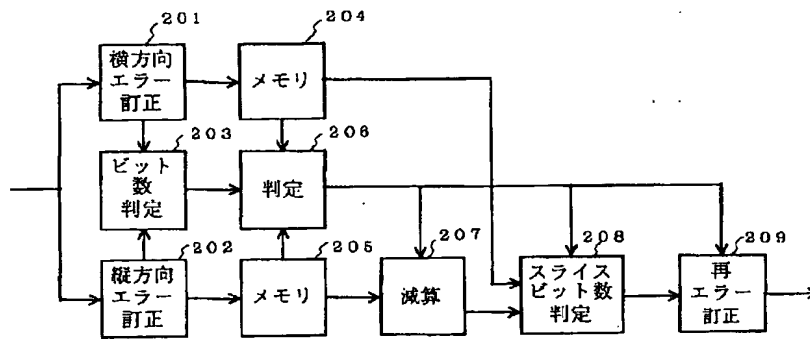 201
横方向
エラー
訂正
204
メモリ
203
ビット
数
判定
206
判定
202
縦方向
エラー
訂正
205
メモリ
207
減算
208
スライス
ビット数
判定
209
再
エラー
訂正